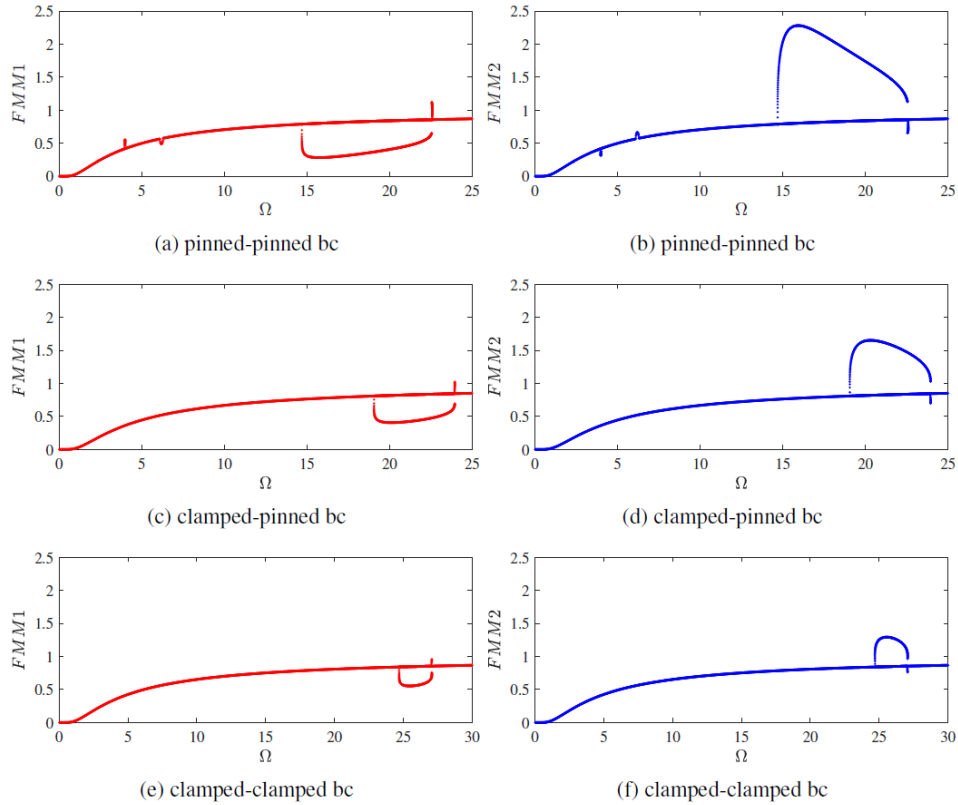 2.5
2
1.5
1
0.5
0
FMM1
0 5 10 15 20 25
Ω
(a) pinned-pinned bc
2.5
2
1.5
1
0.5
0
FMM2
0 5 10 15 20 25
Ω
(b) pinned-pinned bc
2.5
2
1.5
1
0.5
0
FMM1
0 5 10 15 20 25
Ω
(c) clamped-pinned bc
2.5
2
1.5
1
0.5
0
FMM2
0 5 10 15 20 25
Ω
(d) clamped-pinned bc
2.5
2
1.5
1
0.5
0
FMM1
0 5 10 15 20 25 30
Ω
(e) clamped-clamped bc
2.5
2
1.5
1
0.5
0
FMM2
0 5 10 15 20 25 30
Ω
(f) clamped-clamped bc